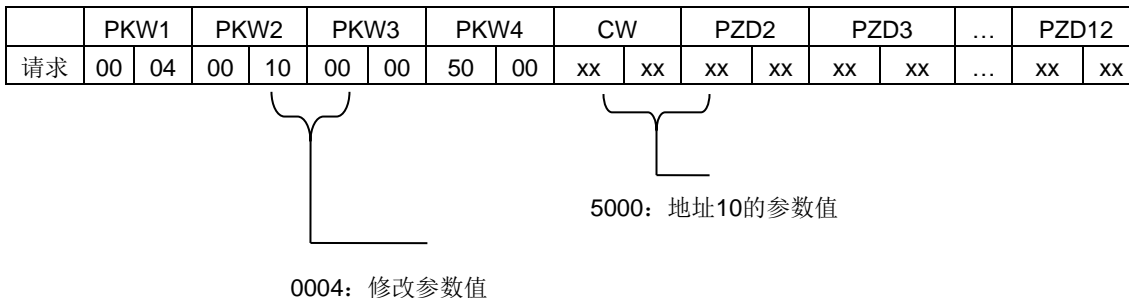 PKW1 PKW2 PKW3 PKW4 CW PZD2 PZD3 … PZD12
请求 00 04 00 10 00 00 50 00 xx xx xx xx xx xx … xx xx
5000：地址10的参数值
0004：修改参数值